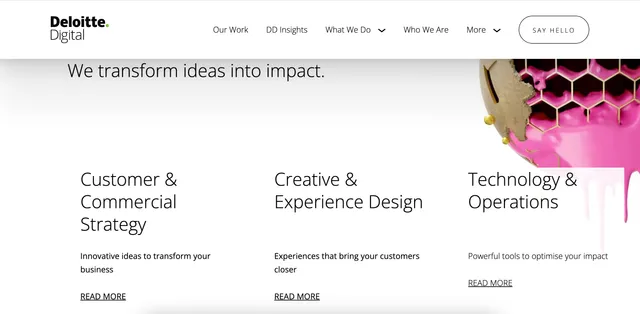 Deloitte.
Digital
Our Work
DD Insights
What We Do
Who We Are
More
SAY HELLO
We transform ideas into impact.
Customer &
Commercial
Strategy
Innovative ideas to transform your
business
READ MORE
Creative &
Experience Design
Experiences that bring your customers
closer
READ MORE
Technology &
Operations
Powerful tools to optimise your impact
READ MORE